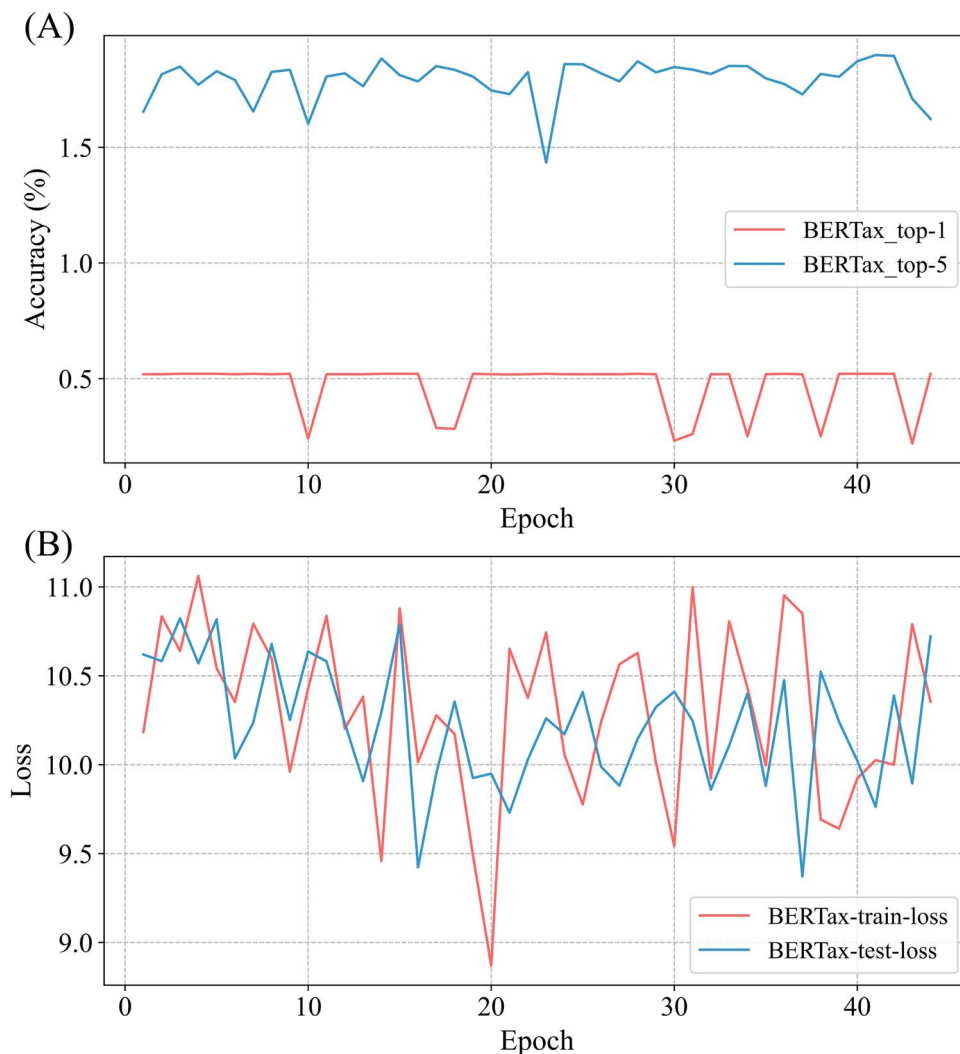 (A)
Accuracy (%)
1.5
1.0
0.5
BERTax_top-1
BERTax_top-5
0 10 20 30 40
Epoch
(B)
Loss
11.0
10.5
10.0
9.5
9.0
BERTax-train-loss
BERTax-test-loss
0 10 20 30 40
Epoch